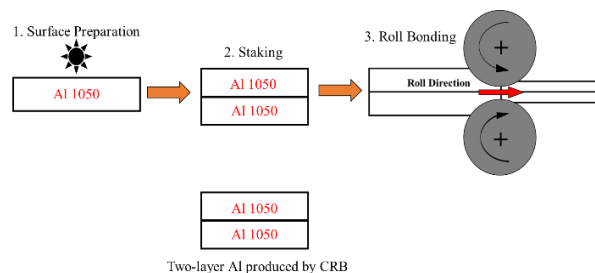 1. Surface Preparation
Al 1050
2. Staking
Al 1050
Al 1050
3. Roll Bonding
Roll Direction
Al 1050
Al 1050
Two-layer Al produced by CRB